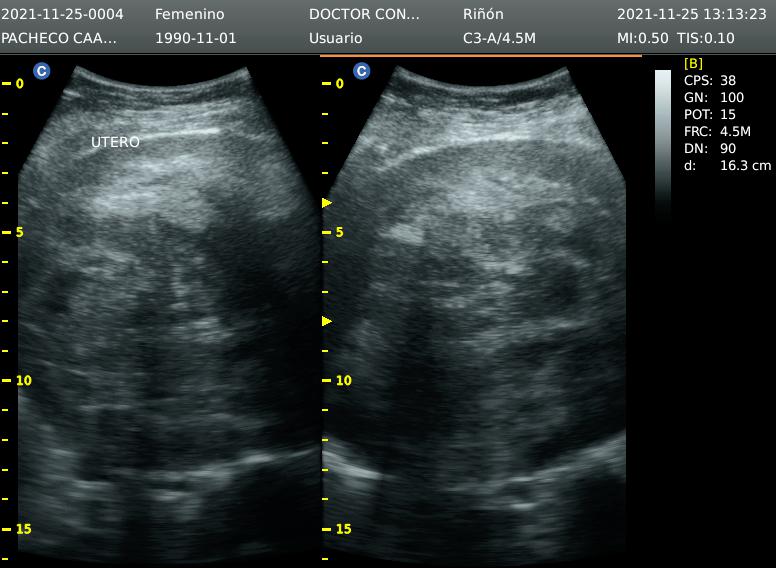 2021-11-25-0004 Femenino DOCTOR CON... Riñón 2021-11-25 13:13:23
PACHECO CAA... 1990-11-01 Usuario C3-A/4.5M MI:0.50 TIS:0.10
[B]
CPS: 38
GN: 100
POT: 15
FRC: 4.5M
DN: 90
d: 16.3 cm
C
0
UTERO
5
10
15
C
0
5
10
15